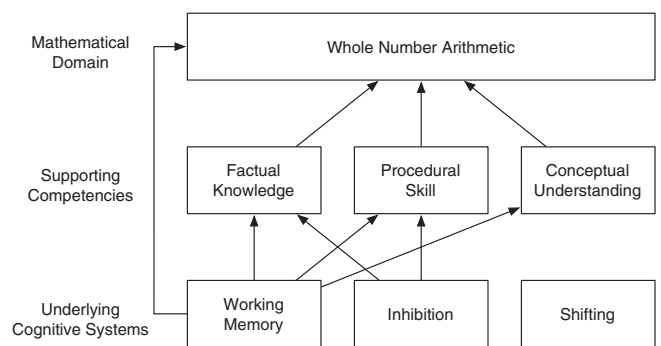 Mathematical
Domain
Whole Number Arithmetic
Supporting
Competencies
Factual
Knowledge
Procedural
Skill
Conceptual
Understanding
Underlying
Cognitive Systems
Working
Memory
Inhibition
Shifting